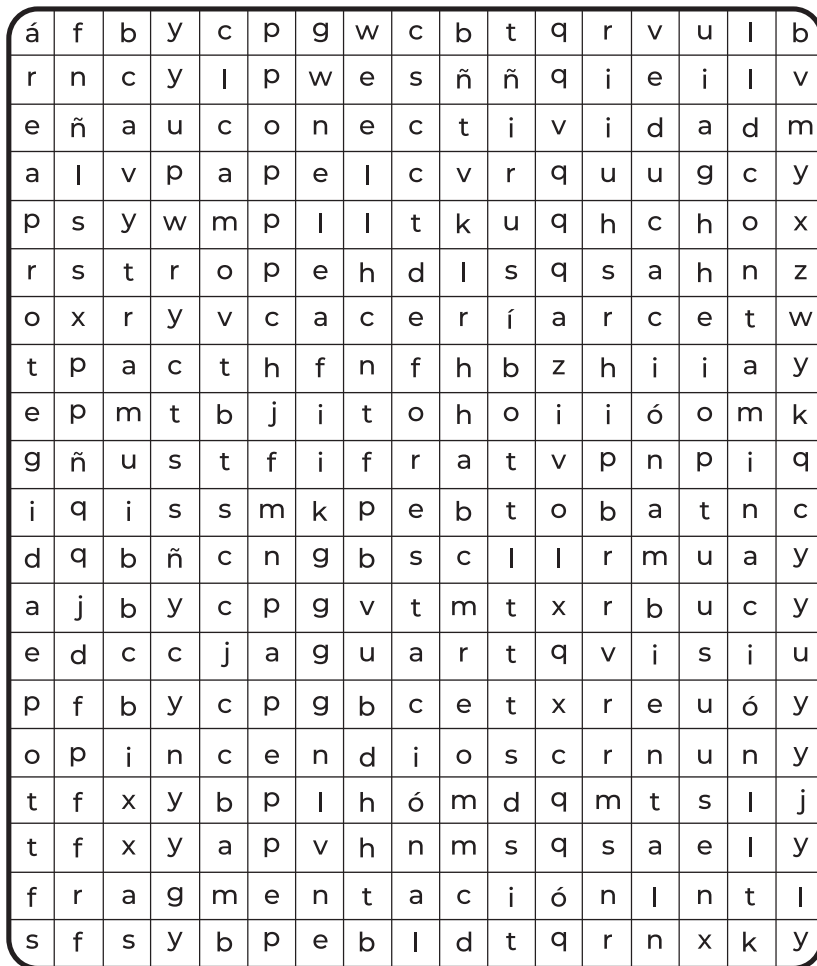 á f b y c p g w c b t q r v u l b
r n c y l p w e s ñ ñ q i e i l v
e ñ a u c o n e c t i v i d a d m
a l v p a p e l c v r q u u g c y
p s y w m p l l t k u q h c h o x
r s t r o p e h d l s q s a h n z
o x r y v c a c e r í a r c e t w
t p a c t h f n f h b z h i i a y
e p m t b j i t o h o i i ó o m k
g ñ u s t f i f r a t v p n p i q
i q i s s m k p e b t o b a t n c
d q b ñ c n g b s c l l r m u a y
a j b y c p g v t m t x r b u c y
e d c c j a g u a r t q v i s i u
p f b y c p g b c e t x r e u ó y
o p i n c e n d i o s c r n u n y
t f x y b p l h ó m d q m t s l j
t f x y a p v h n m s q s a e l y
f r a g m e n t a c i ó n l n t l
s f s y b p e b l d t q r n x k y